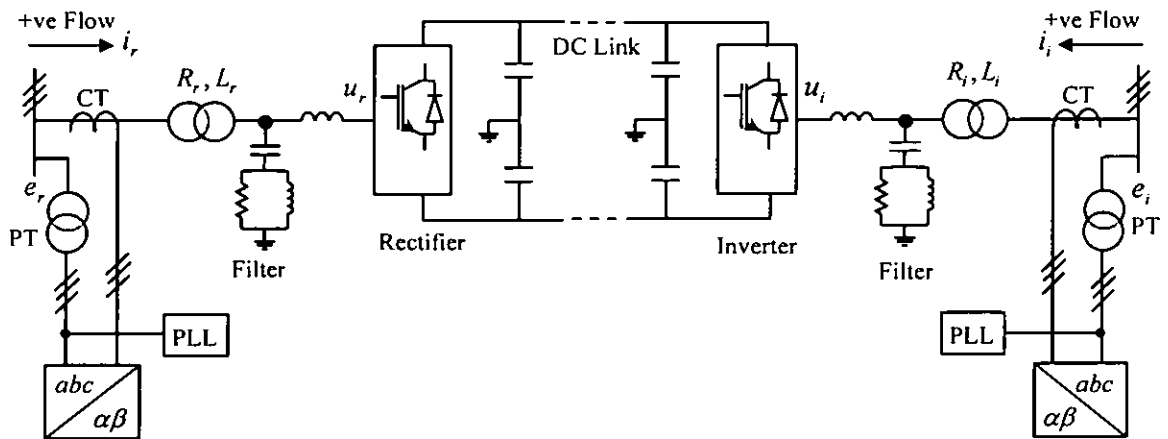 +ve Flow
i_r
+ve Flow
i_i
DC Link
R_r, L_r
R_i, L_i
CT
CT
u_r
u_i
e_r
e_i
PT
PT
Rectifier
Inverter
Filter
Filter
PLL
PLL
abc
αβ
abc
αβ